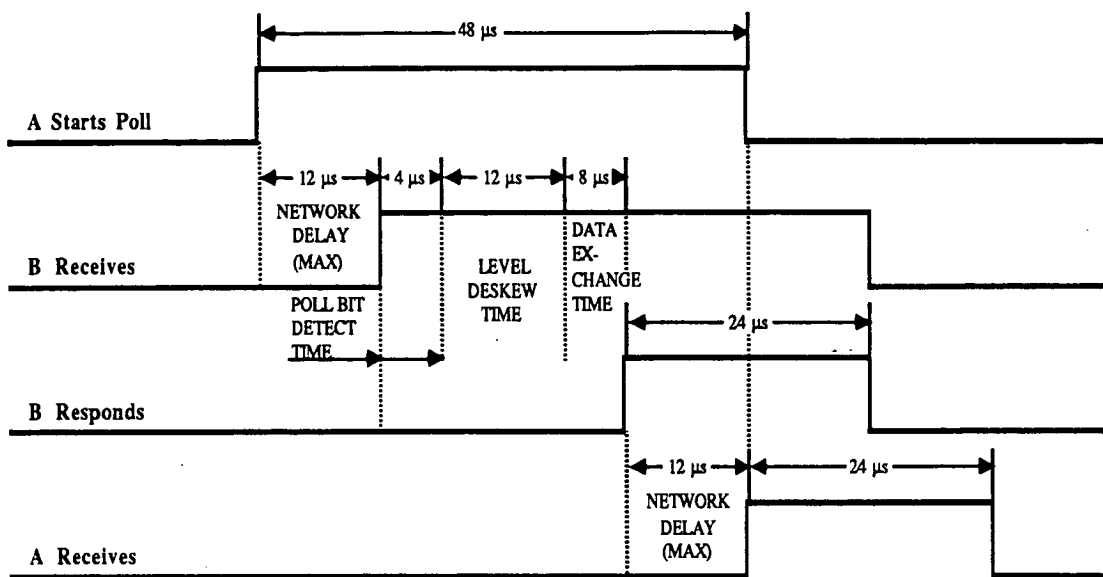 48 µs
A Starts Poll
12 µs
4 µs
12 µs
8 µs
NETWORK
DELAY
(MAX)
B Receives
LEVEL
DESKEW
TIME
DATA
EX-
CHANGE
TIME
POLL BIT
DETECT
TIME
24 µs
B Responds
12 µs
24 µs
NETWORK
DELAY
(MAX)
A Receives